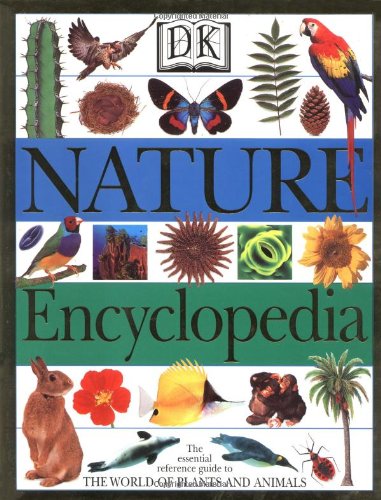 DK
NATURE
Encyclopedia
The
essential
reference guide to
THE WORLD OF PLANTS AND ANIMALS